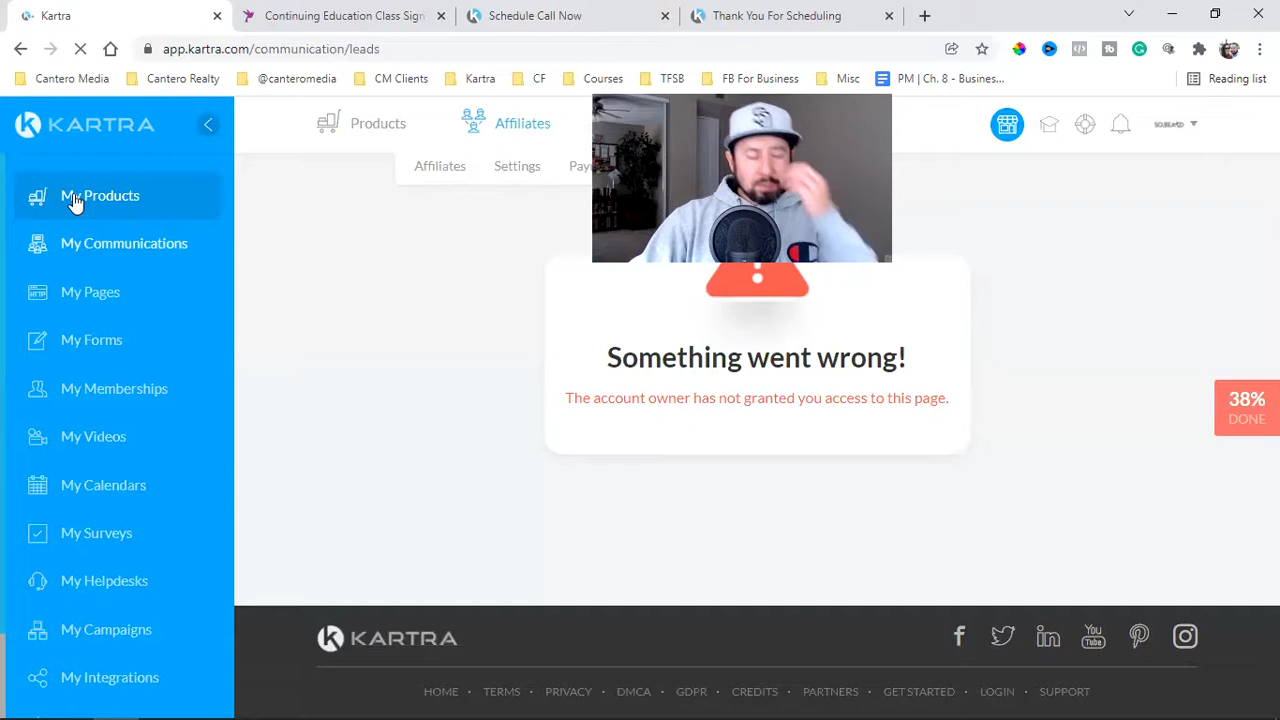 Kartra
Continuing Education Class Sign
Schedule Call Now
Thank You For Scheduling
app.kartra.com/communication/leads
Cantero Media
Cantero Realty
@canteromedia
CM Clients
Kartra
CF
Courses
TFSB
FB For Business
Misc
PM | Ch. 8 - Busines...
Reading list
KARTRA
Products
Affiliates
Affiliates
Settings
My Products
My Communications
My Pages
My Forms
My Memberships
My Videos
My Calendars
My Surveys
My Helpdesks
My Campaigns
My Integrations
Something went wrong!
The account owner has not granted you access to this page.
38%
DONE
KARTRA
HOME • TERMS • PRIVACY • DMCA • GDPR • CREDITS • PARTNERS • GET STARTED • LOGIN • SUPPORT